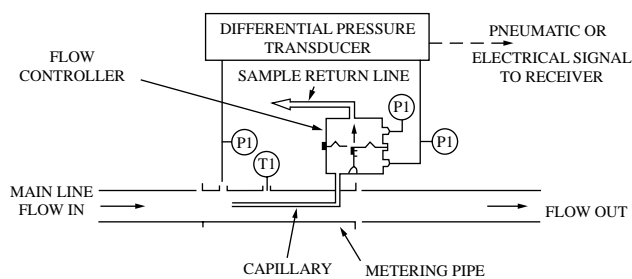 DIFFERENTIAL PRESSURE
TRANSDUCER
PNEUMATIC OR
ELECTRICAL SIGNAL
TO RECEIVER
FLOW
CONTROLLER
SAMPLE RETURN LINE
P1
P1
P1
T1
MAIN LINE
FLOW IN
FLOW OUT
CAPILLARY
METERING PIPE